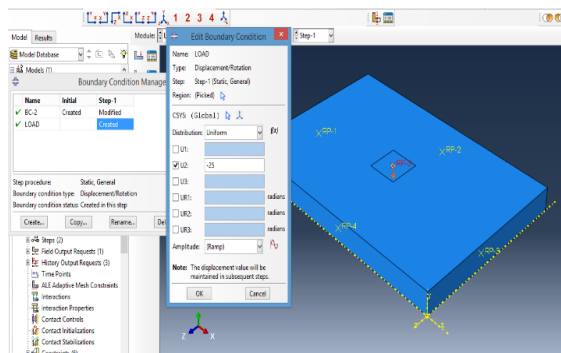 1 2 3 4
Model Results
Module:
Step-1
Model Database
Models (1)
Boundary Condition Manage
Name Initial Step-1
BC-2 Created Modified
LOAD Created
Step procedure: Static, General
Boundary condition type: Displacement/Rotation
Boundary condition status: Created in this step
Create... Copy... Rename... Del
Steps (2)
Field Output Requests (1)
History Output Requests (3)
Time Points
ALE Adaptive Mesh Constraints
Interactions
Interaction Properties
Contact Controls
Contact Initializations
Contact Stabilizations
Edit Boundary Condition
Name: LOAD
Type: Displacement/Rotation
Step: Step-1 (Static, General)
Region: (Picked)
CSYS: (Global)
Distribution: Uniform f(x)
U1:
U2: -25
U3:
UR1: radians
UR2: radians
UR3: radians
Amplitude: (Ramp)
Note: The displacement value will be
maintained in subsequent steps.
OK Cancel
RP-1
RP-2
RP-4
Z X